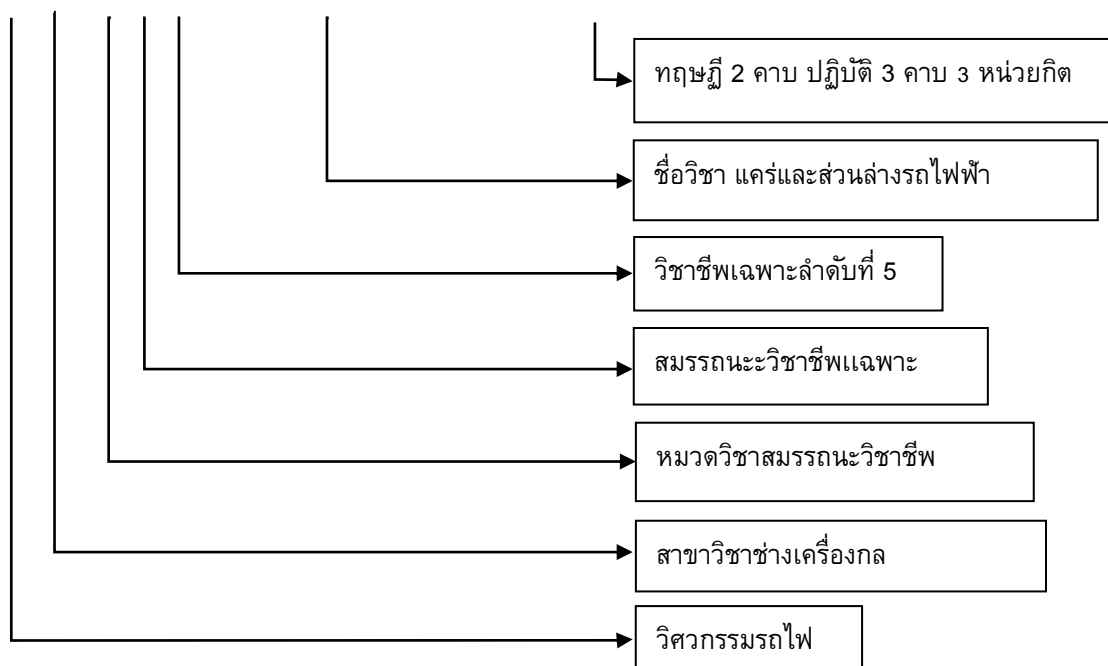 ทฤษฏี 2 คาบ ปฏิบัติ 3 คาบ 3 หน่วยกิต
ชื่อวิชา แคร่และส่วนล่างรถไฟฟ้า
วิชาชีพเฉพาะลำดับที่ 5
สมรรถนะะวิชาชีพเเฉพาะ
หมวดวิชาสมรรถนะวิชาชีพ
สาขาวิชาช่างเครื่องกล
วิศวกรรมรถไฟ